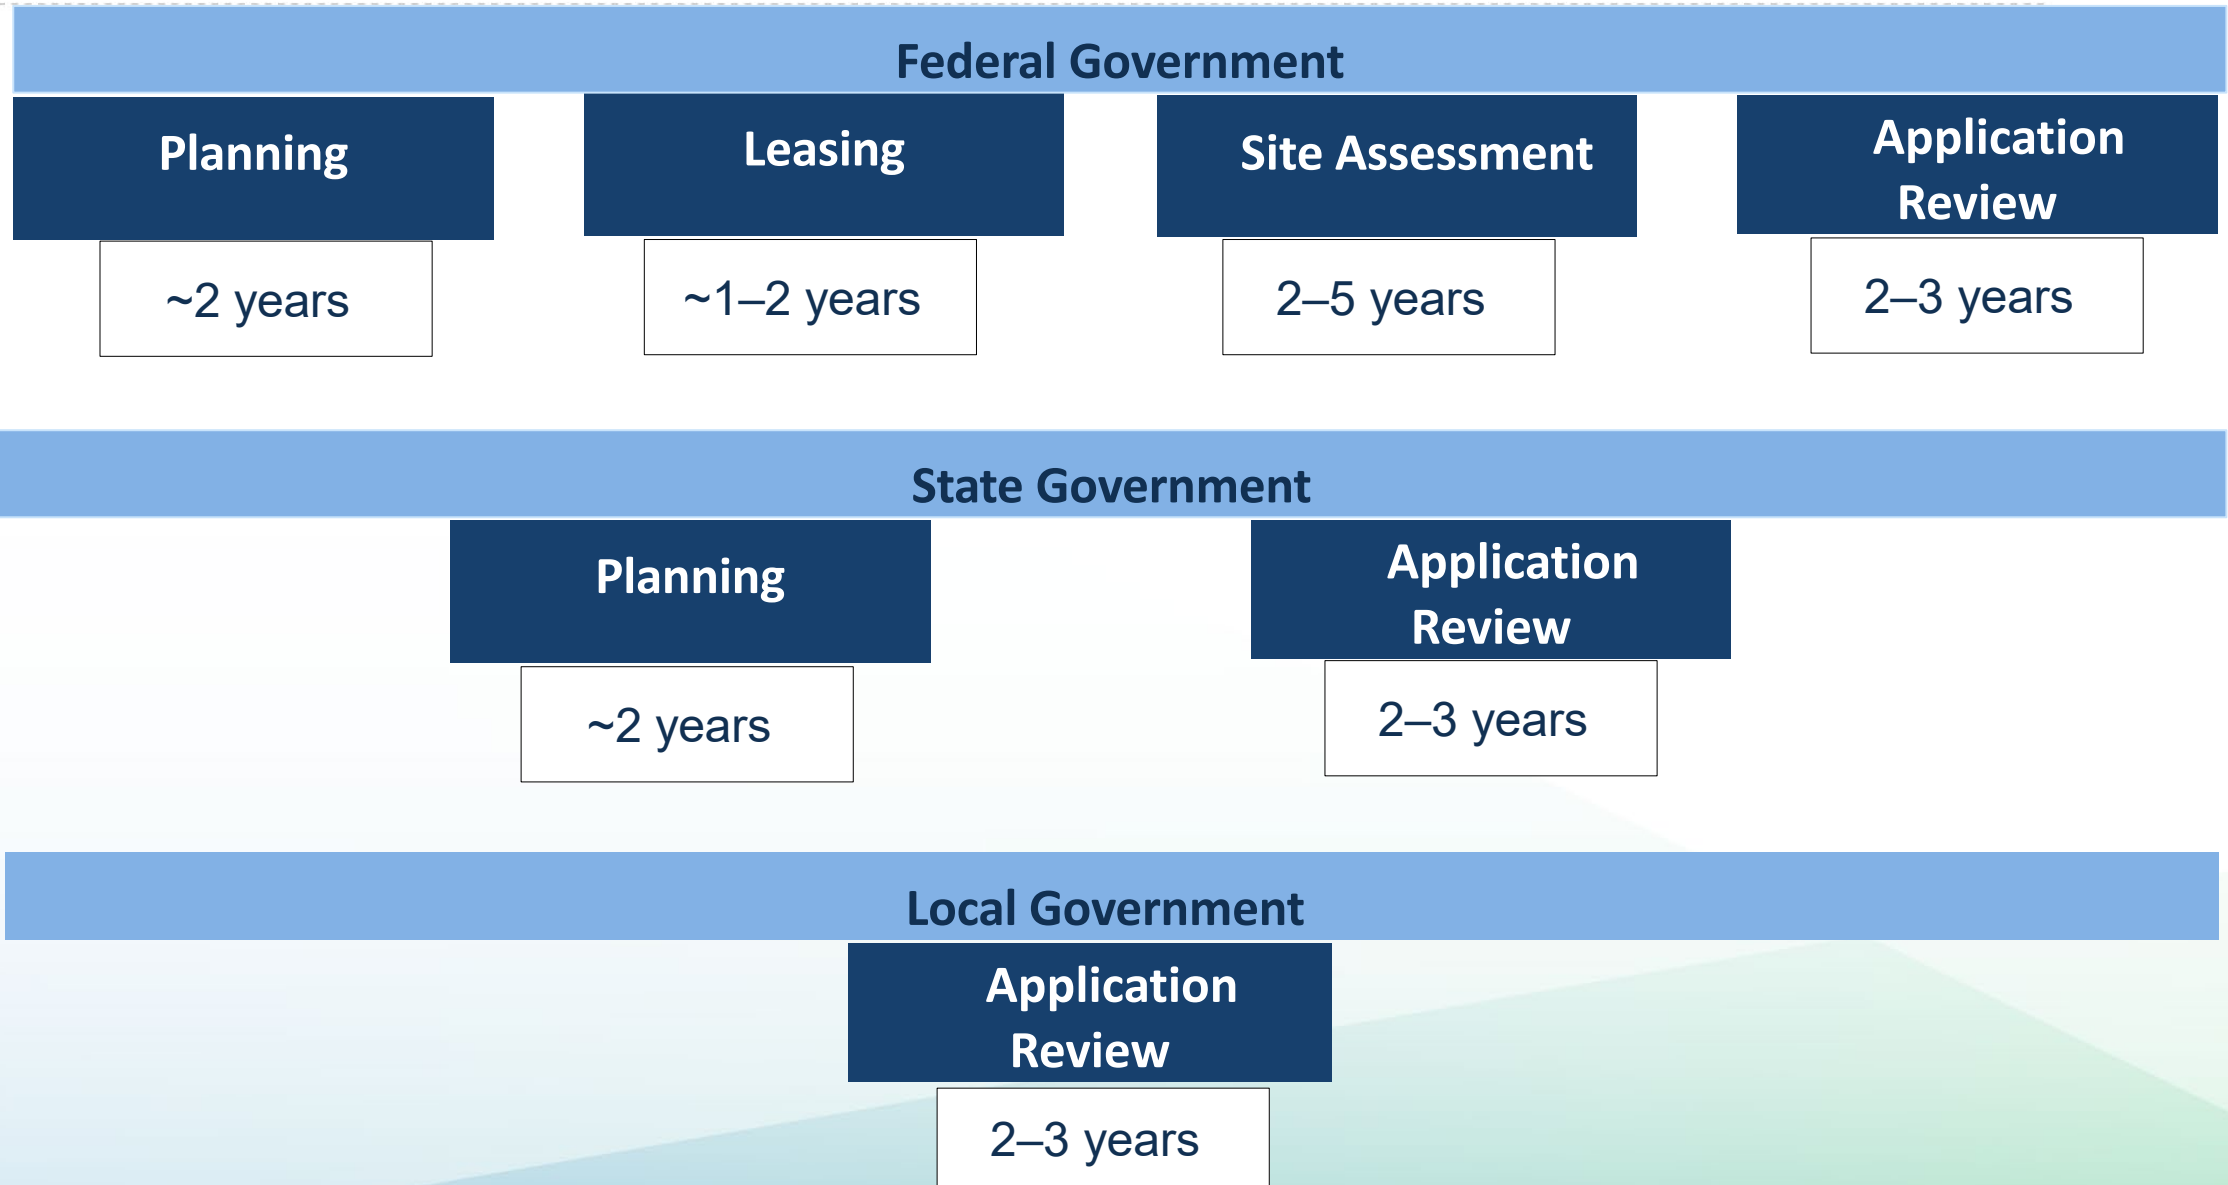 Federal Government
Planning
Leasing
Site Assessment
Application
Review
~2 years
~1–2 years
2–5 years
2–3 years
State Government
Planning
Application
Review
~2 years
2–3 years
Local Government
Application
Review
2–3 years